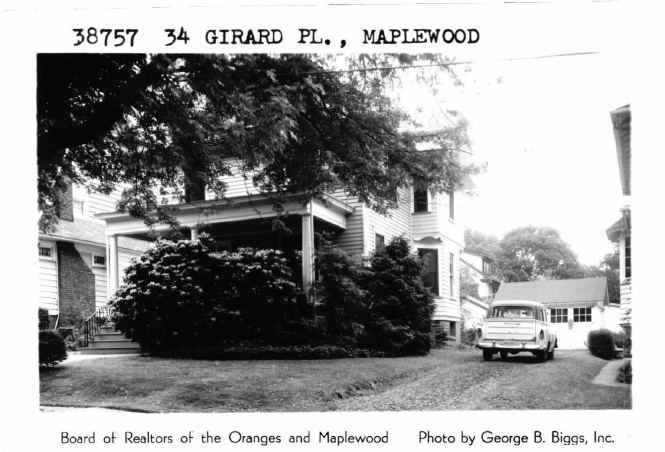 38757 34 GIRARD PL., MAPLEWOOD
Board of Realtors of the Oranges and Maplewood Photo by George B. Biggs, Inc.